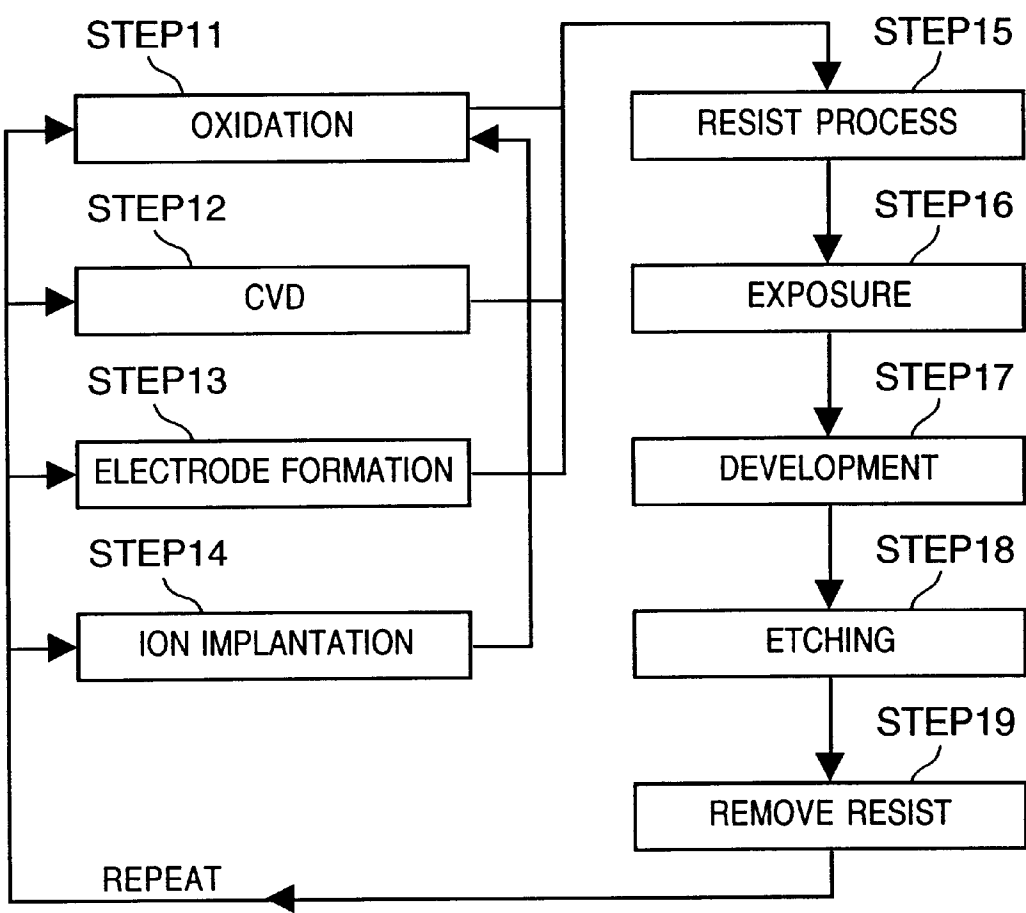 STEP11
OXIDATION
STEP12
CVD
STEP13
ELECTRODE FORMATION
STEP14
ION IMPLANTATION
STEP15
RESIST PROCESS
STEP16
EXPOSURE
STEP17
DEVELOPMENT
STEP18
ETCHING
STEP19
REMOVE RESIST
REPEAT